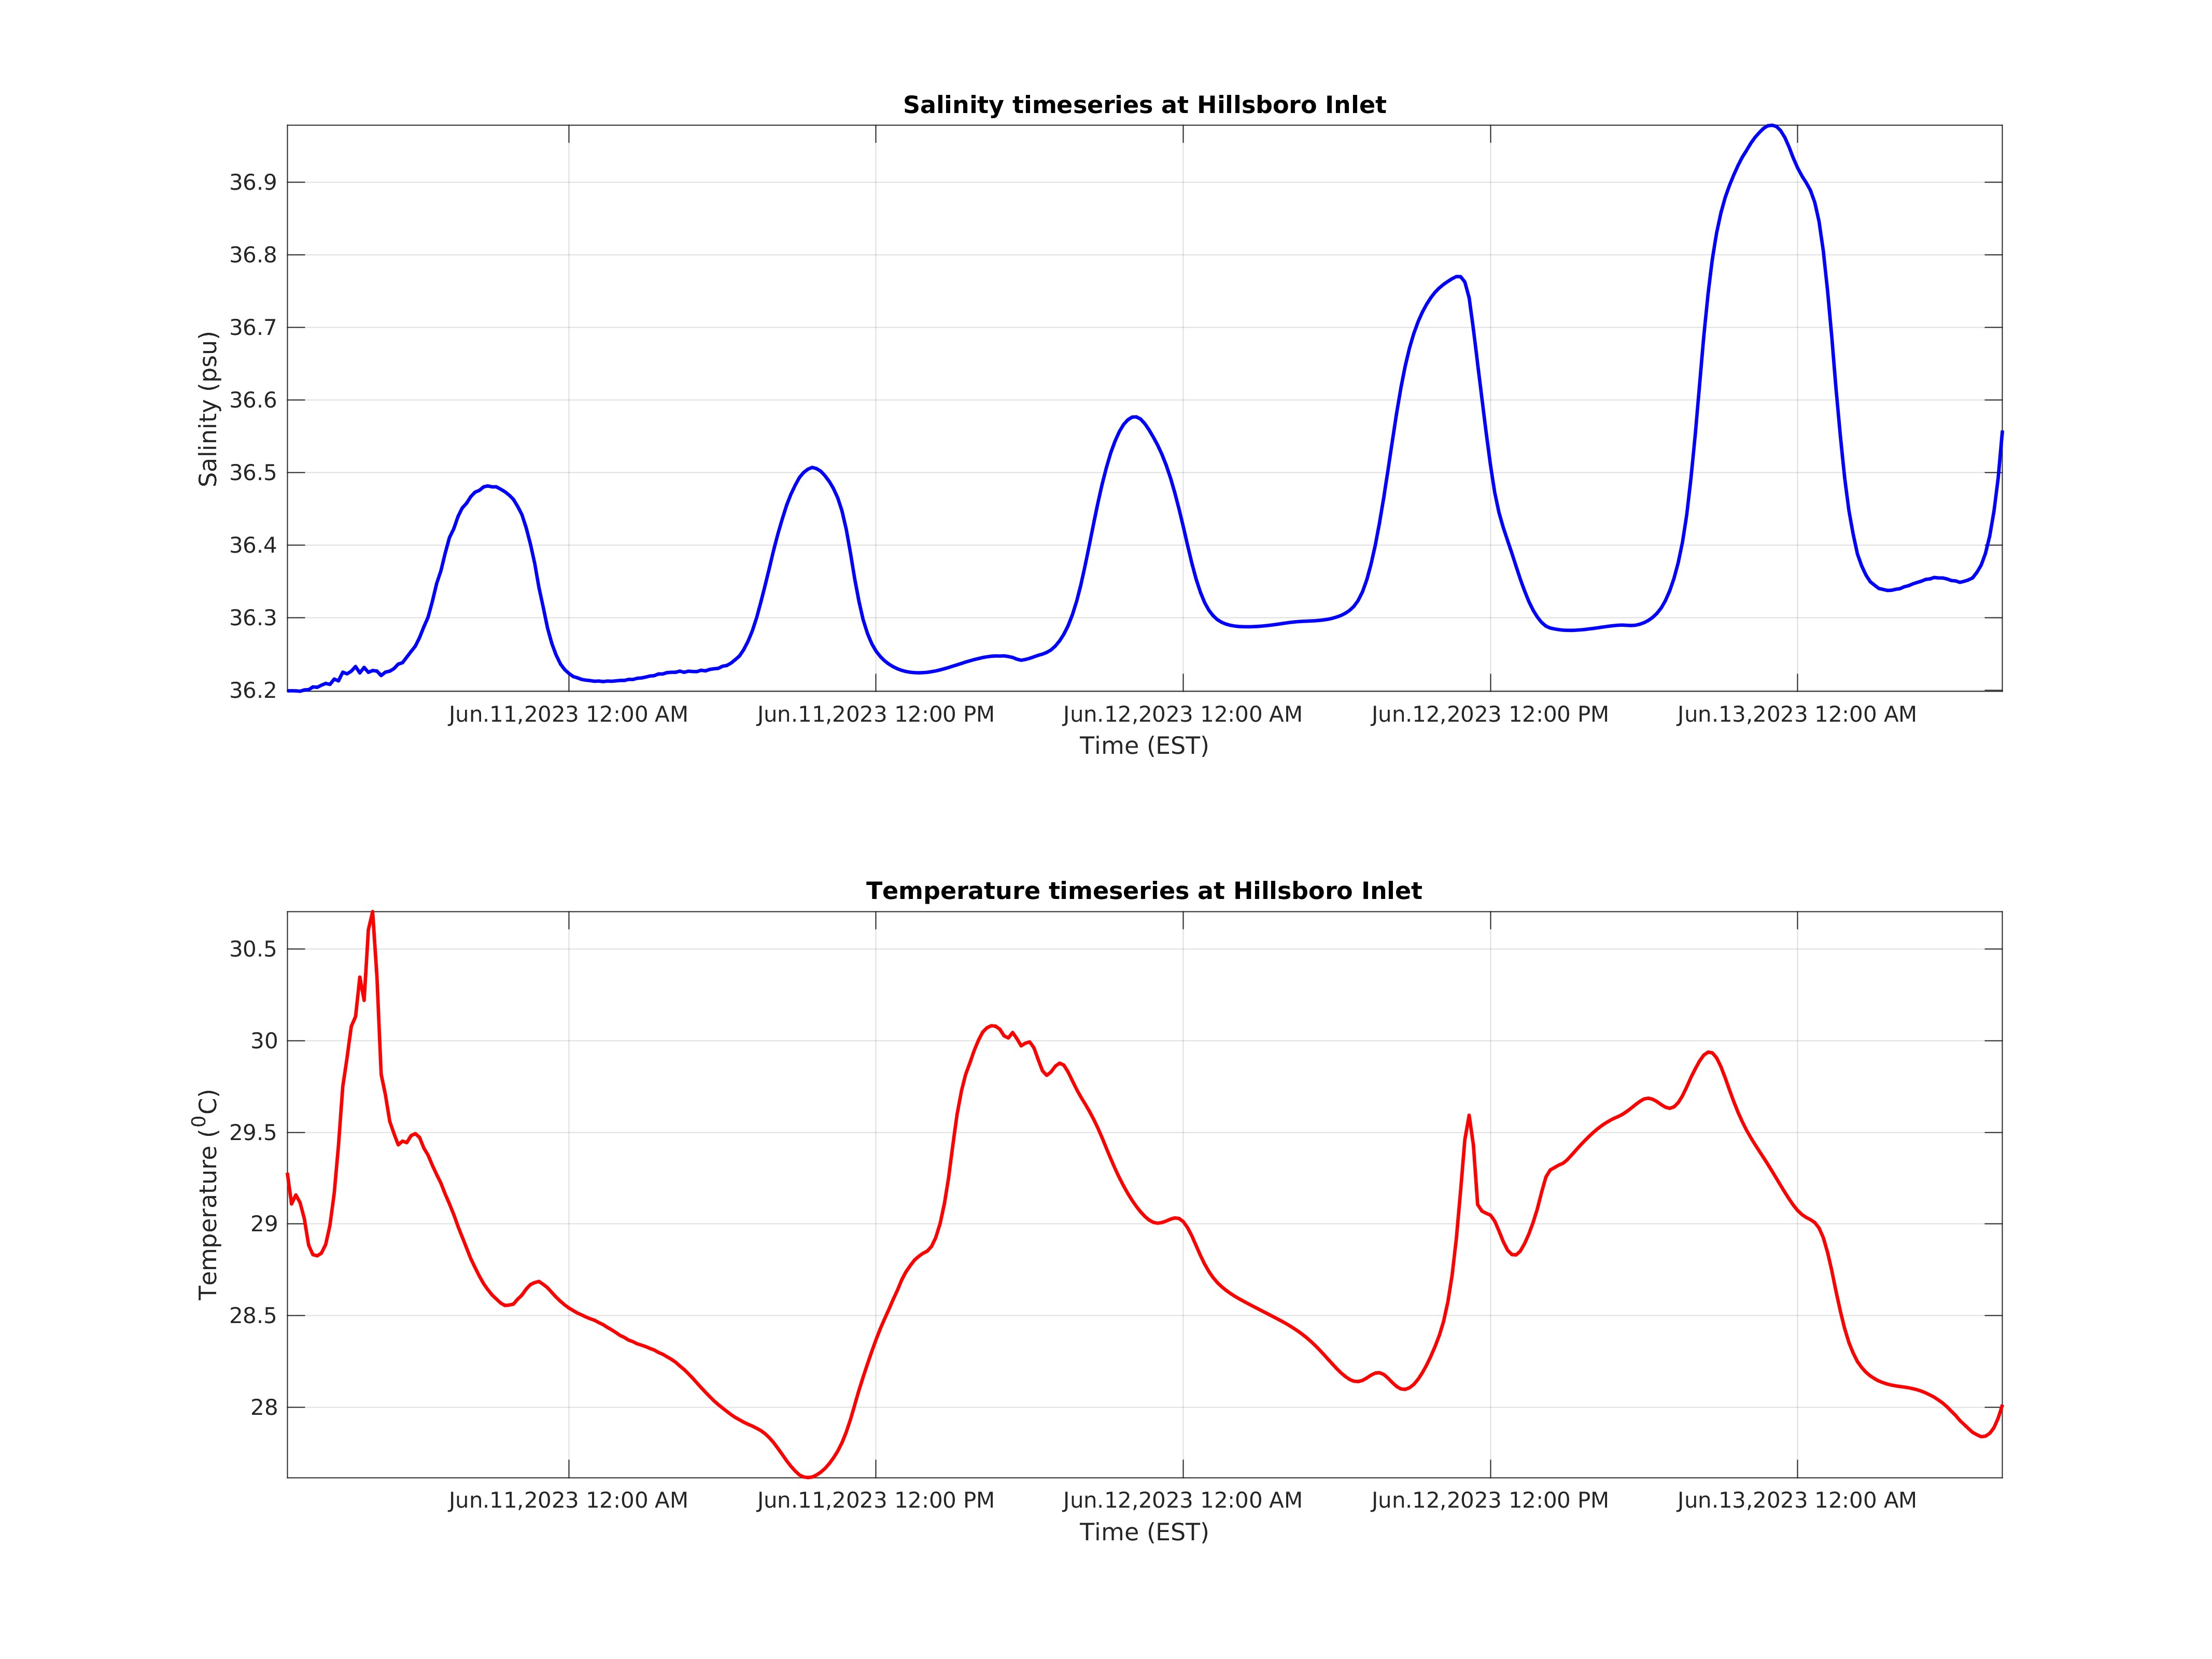 Salinity timeseries at Hillsboro Inlet
36.9
36.8
36.7
36.6
36.5
36.4
36.3
36.2
Salinity (psu)
Jun.11,2023 12:00 AM Jun.11,2023 12:00 PM Jun.12,2023 12:00 AM Jun.12,2023 12:00 PM Jun.13,2023 12:00 AM
Time (EST)
Temperature timeseries at Hillsboro Inlet
30.5
30
29.5
29
28.5
28
Temperature (⁰C)
Jun.11,2023 12:00 AM Jun.11,2023 12:00 PM Jun.12,2023 12:00 AM Jun.12,2023 12:00 PM Jun.13,2023 12:00 AM
Time (EST)